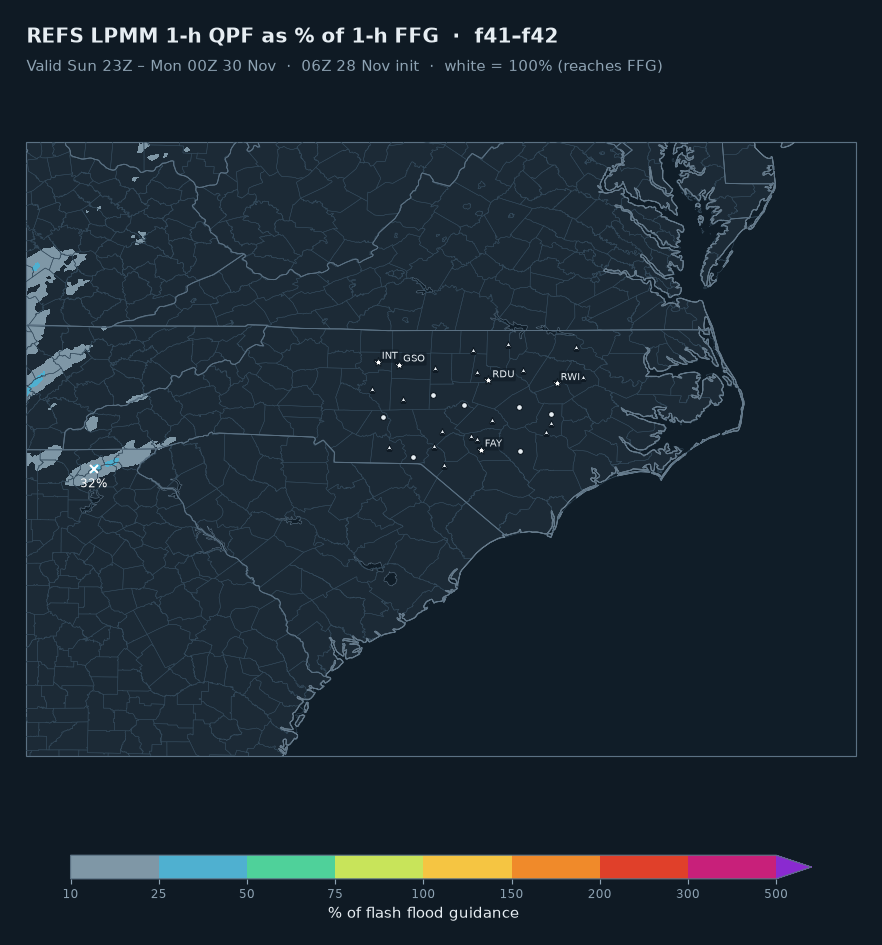 REFS LPMM 1-h QPF as % of 1-h FFG · f41–f42
Valid Sun 23Z – Mon 00Z 30 Nov · 06Z 28 Nov init · white = 100% (reaches FFG)
INT GSO
RDU
RWI
FAY
32%
10 25 50 75 100 150 200 300 500
% of flash flood guidance